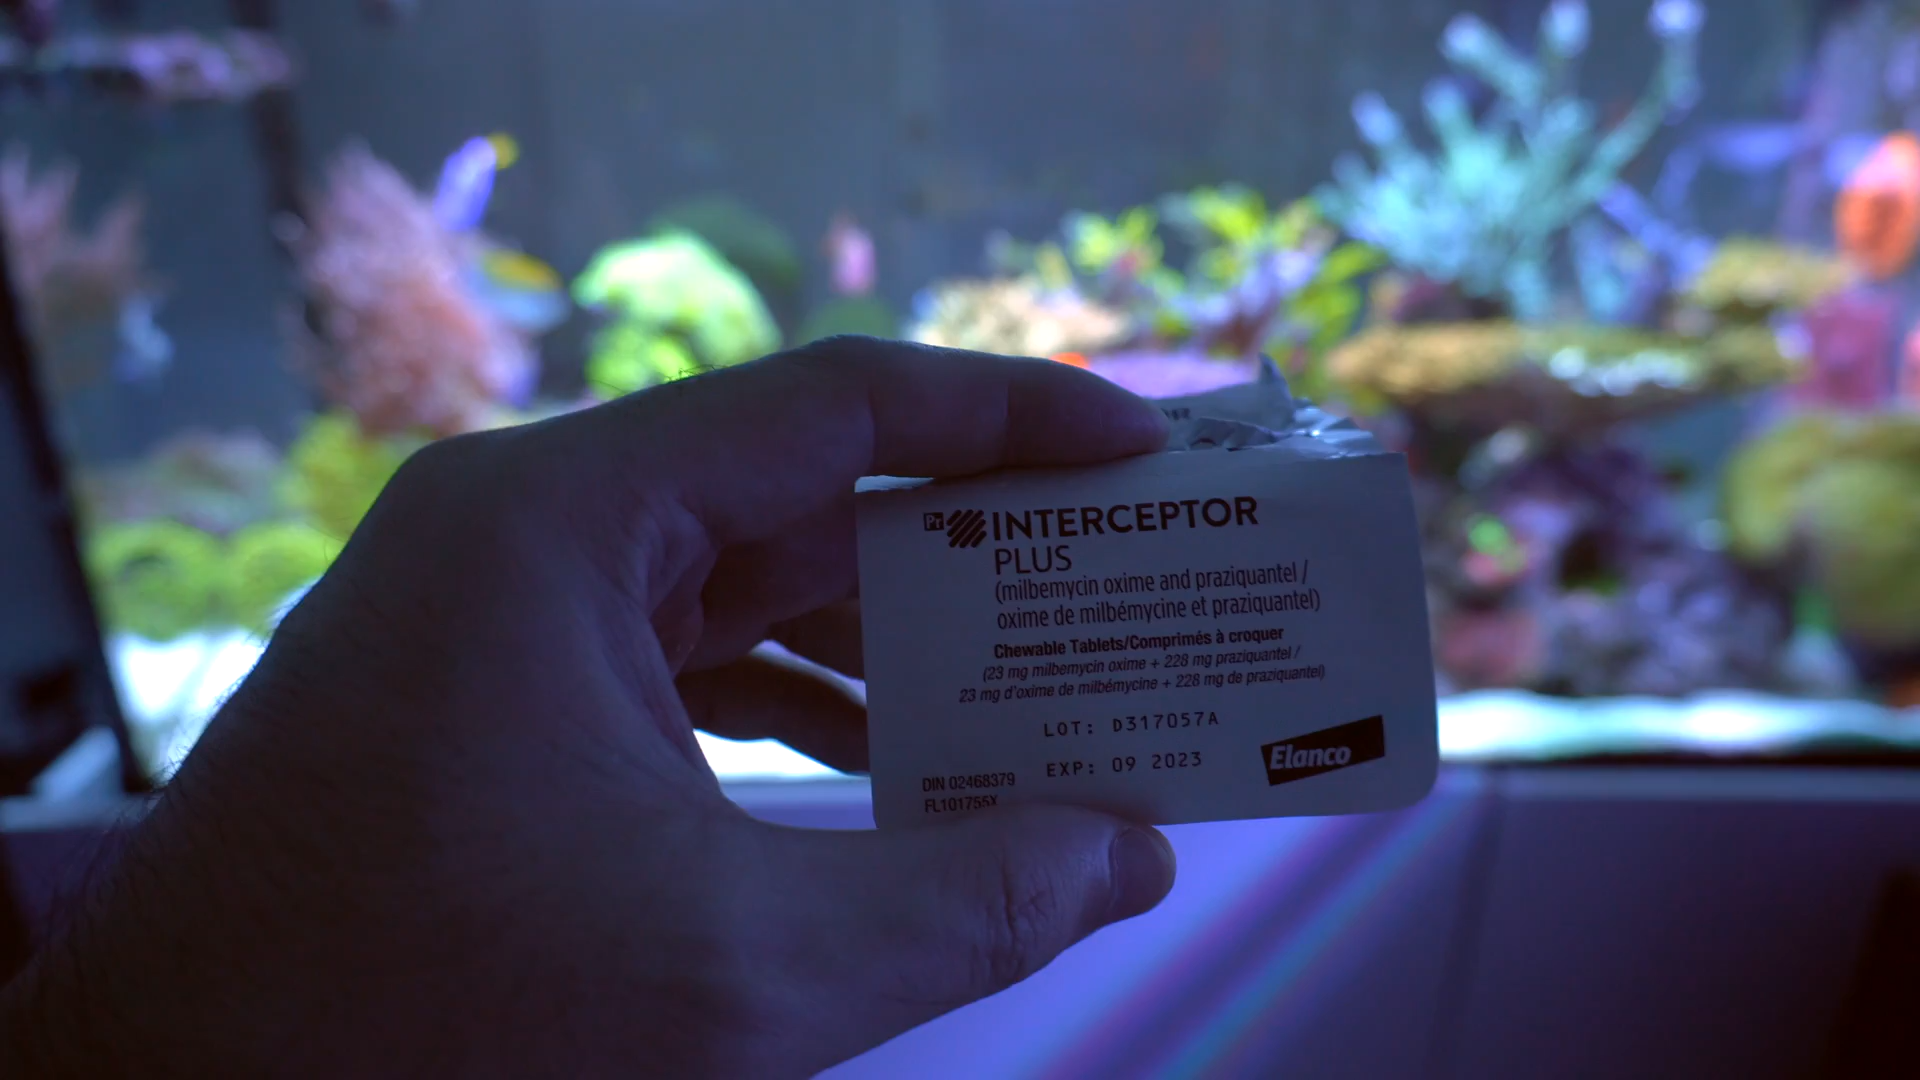 Pr INTERCEPTOR
PLUS
(milbemycin oxime and praziquantel /
oxime de milbémycine et praziquantel)
Chewable Tablets/Comprimés à croquer
(23 mg milbemycin oxime + 228 mg praziquantel /
23 mg d'oxime de milbémycine + 228 mg de praziquantel)
LOT: D317057A
EXP: 09 2023
Elanco
DIN 02468379
FL101755X